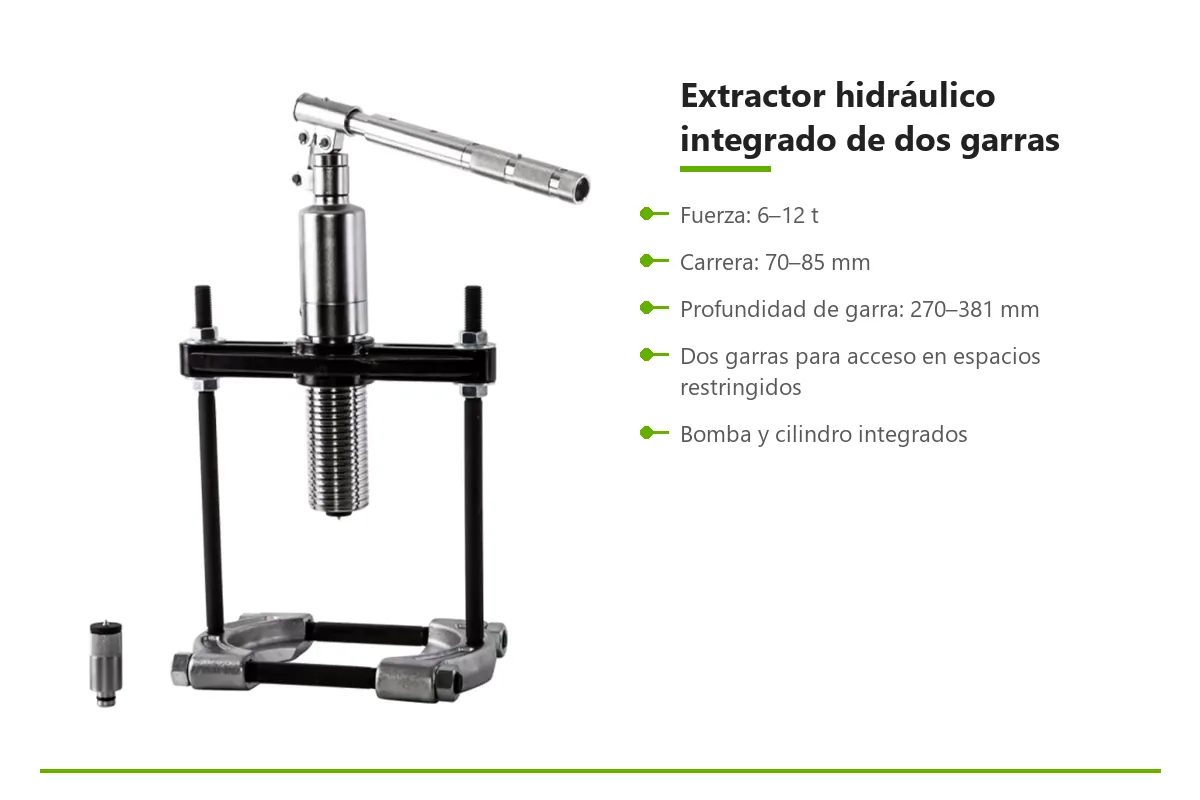 Extractor hidráulico
integrado de dos garras
Fuerza: 6–12 t
Carrera: 70–85 mm
Profundidad de garra: 270–381 mm
Dos garras para acceso en espacios
restringidos
Bomba y cilindro integrados